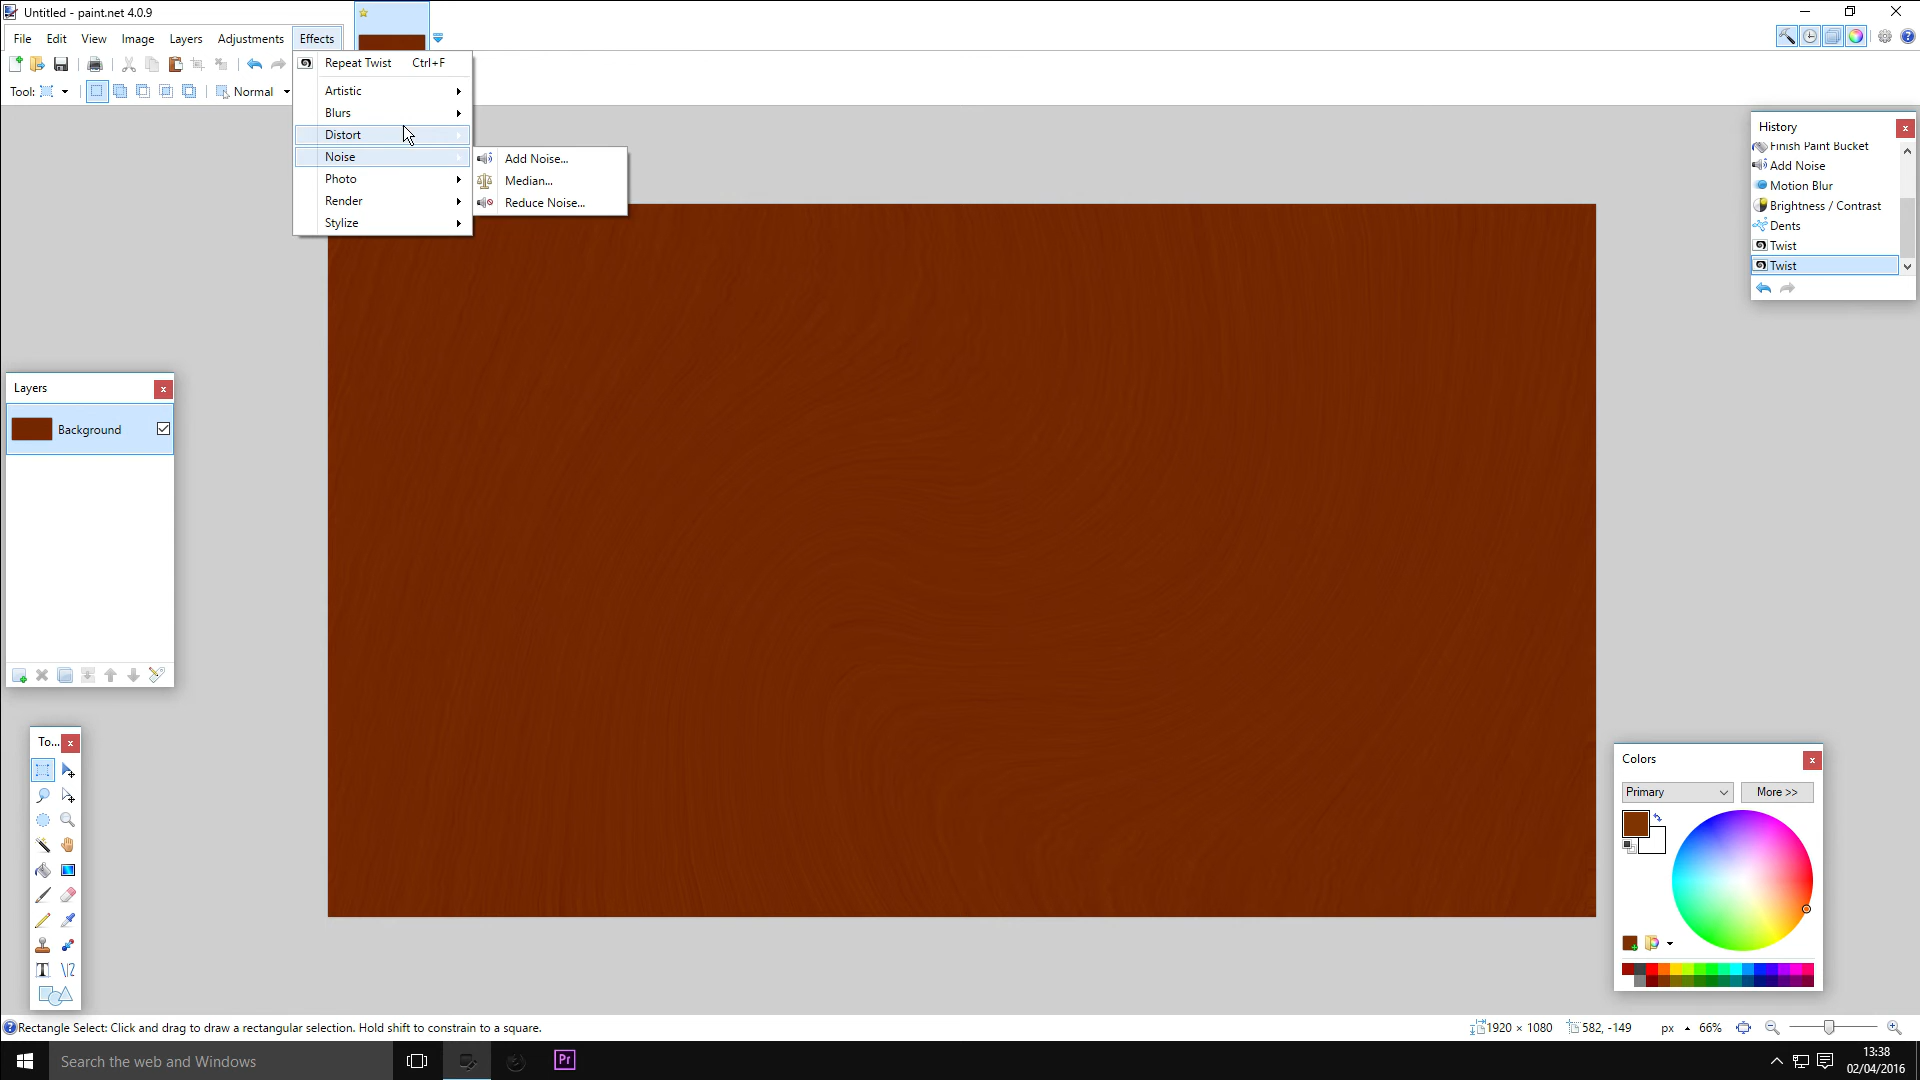 Untitled - paint.net 4.0.9
File Edit View Image Layers Adjustments Effects
Repeat Twist Ctrl+F
Tool: Normal
Artistic
Blurs
Distort
Noise
Photo
Render
Stylize
Add Noise...
Median...
Reduce Noise...
History
Finish Paint Bucket
Add Noise
Motion Blur
Brightness / Contrast
Dents
Twist
Twist
Layers
Background
To...
Colors
Primary More >>
Rectangle Select: Click and drag to draw a rectangular selection. Hold shift to constrain to a square.
1920 × 1080 582, -149 px 66%
Search the web and Windows
Pr
13:38
02/04/2016